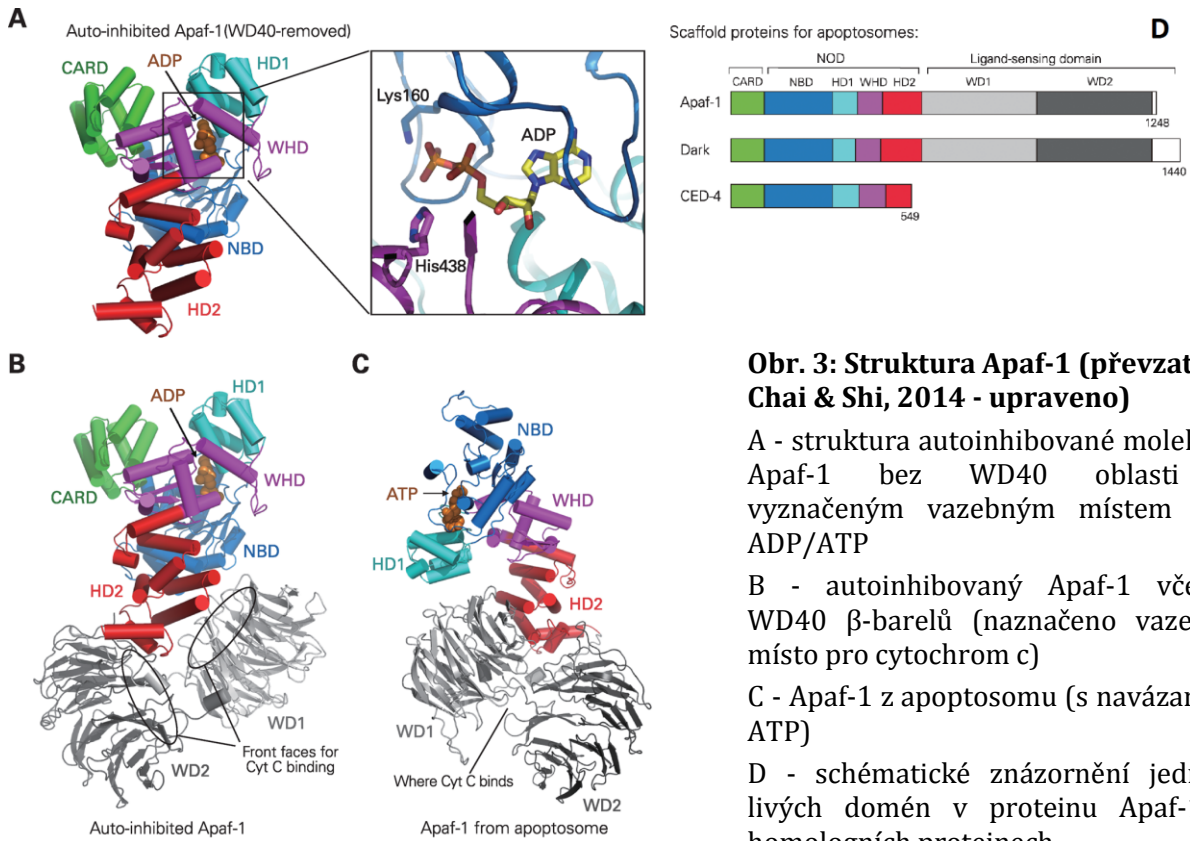 A
Auto-inhibited Apaf-1(WD40-removed)
CARD
ADP
HD1
WHD
NBD
HD2
Lys160
ADP
His438
Scaffold proteins for apoptosomes:
D
NOD
Ligand-sensing domain
CARD NBD HD1 WHD HD2 WD1 WD2
Apaf-1
1248
Dark
1440
CED-4
549
B
ADP
HD1
CARD
WHD
NBD
HD2
WD1
WD2
Front faces for
Cyt C binding
Auto-inhibited Apaf-1
C
NBD
ATP
WHD
HD1
HD2
WD1
Where Cyt C binds
WD2
Apaf-1 from apoptosome
Obr. 3: Struktura Apaf-1 (převzat
Chai & Shi, 2014 - upraveno)
A - struktura autoinhibované molek
Apaf-1 bez WD40 oblasti
vyznačeným vazebným místem
ADP/ATP
B - autoinhibovaný Apaf-1 vče
WD40 β-barelů (naznačeno vaze
místo pro cytochrom c)
C - Apaf-1 z apoptosomu (s navázan
ATP)
D - schématické znázornění jedn
livých domén v proteinu Apaf-1
homologních proteinech